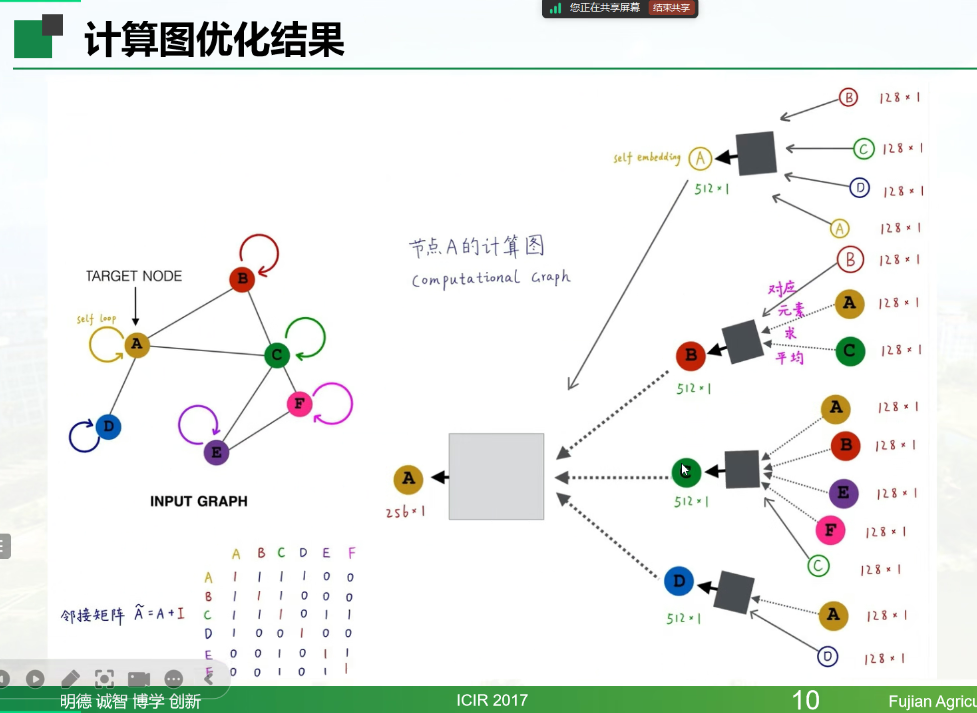 您正在共享屏幕 结束共享
计算图优化结果
B 128×1
self embedding A C 128×1
512×1 D 128×1
A 128×1
节点A的计算图
Computational Graph
B 128×1
对应
元素
求
平均
A 128×1
B C 128×1
512×1
A 128×1
B 128×1
C E 128×1
512×1
F 128×1
C 128×1
D A 128×1
512×1
D 128×1
A
256×1
TARGET NODE
self loop
B
A
C
F
D
E
INPUT GRAPH
A B C D E F
A 1 1 1 1 0 0
B 1 1 1 0 0 0
邻接矩阵 Ã=A+I
C 1 1 1 0 1 1
D 1 0 0 1 0 0
E 0 0 1 0 1 1
F 0 0 1 0 1 1
明德 诚智 博学 创新
ICIR 2017
10
Fujian Agricu